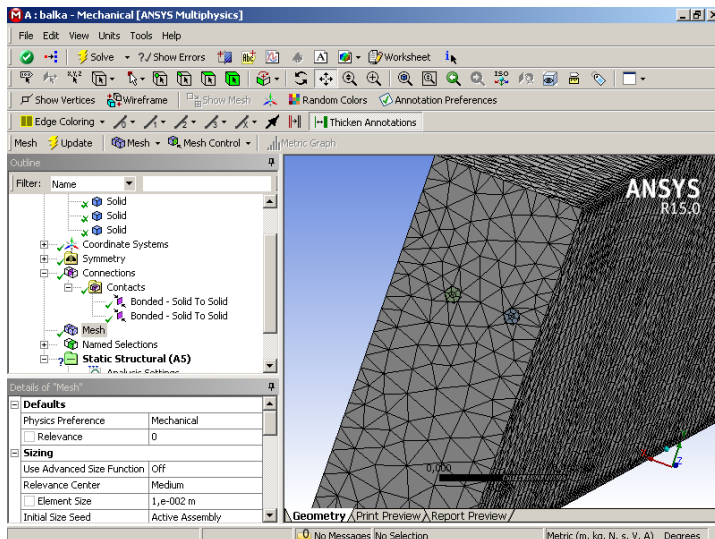 A : balka - Mechanical [ANSYS Multiphysics]
File Edit View Units Tools Help
Solve ?/ Show Errors Worksheet
Show Vertices Wireframe Show Mesh Random Colors Annotation Preferences
Edge Coloring Thicken Annotations
Mesh Update Mesh Mesh Control Metric Graph
Outline
Filter: Name
Solid
Solid
Solid
Coordinate Systems
Symmetry
Connections
Contacts
Bonded - Solid To Solid
Bonded - Solid To Solid
Mesh
Named Selections
Static Structural (A5)
Analysis Settings
ANSYS
R15.0
0,000
Y
Z
Details of "Mesh"
Defaults
Physics Preference Mechanical
Relevance 0
Sizing
Use Advanced Size Function Off
Relevance Center Medium
Element Size 1,e-002 m
Initial Size Seed Active Assembly
Geometry Print Preview Report Preview
0 No Messages No Selection Metric (m, kg, N, s, V, A) Degrees